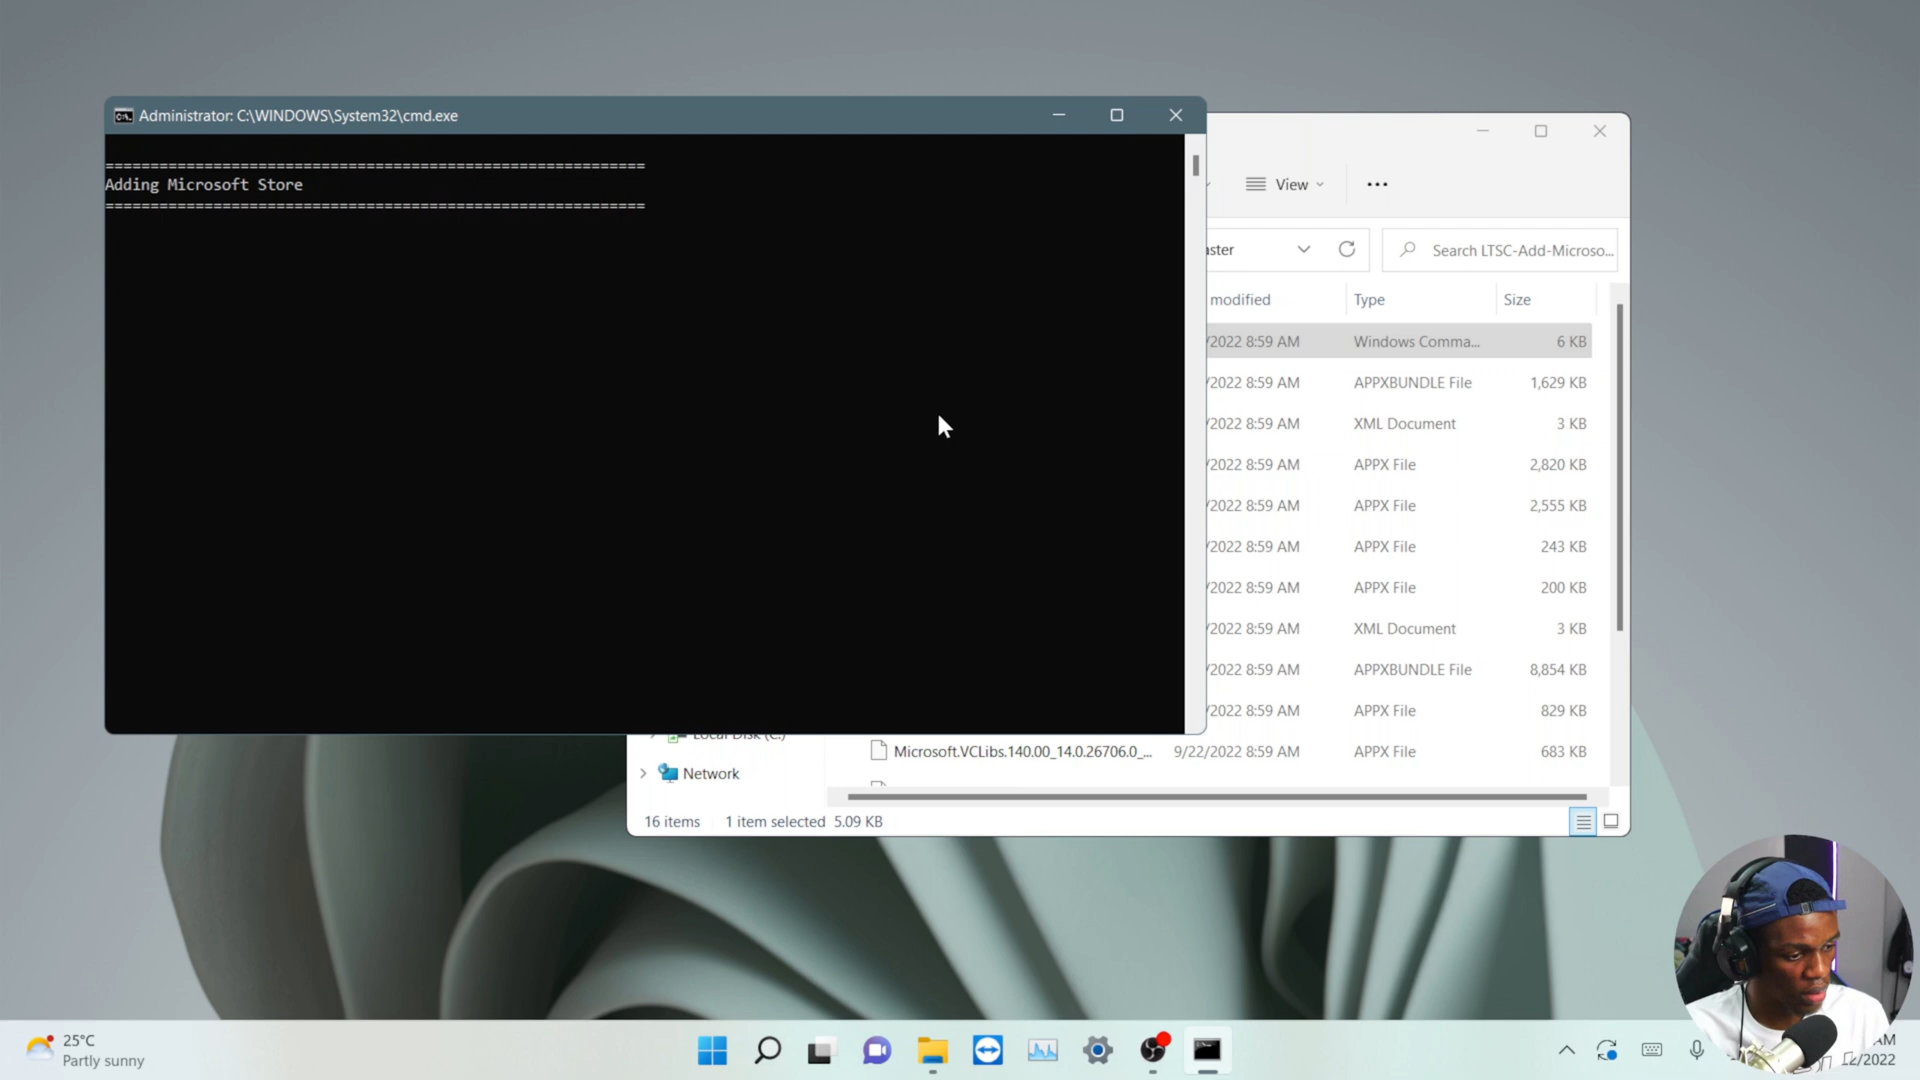 Administrator: C:\WINDOWS\System32\cmd.exe
============================================================
Adding Microsoft Store
============================================================
View
Search LTSC-Add-Microso...
modified Type Size
/2022 8:59 AM Windows Comma... 6 KB
/2022 8:59 AM APPXBUNDLE File 1,629 KB
/2022 8:59 AM XML Document 3 KB
/2022 8:59 AM APPX File 2,820 KB
/2022 8:59 AM APPX File 2,555 KB
/2022 8:59 AM APPX File 243 KB
/2022 8:59 AM APPX File 200 KB
/2022 8:59 AM XML Document 3 KB
/2022 8:59 AM APPXBUNDLE File 8,854 KB
/2022 8:59 AM APPX File 829 KB
Local Disk (C:)
Microsoft.VCLibs.140.00_14.0.26706.0_... 9/22/2022 8:59 AM APPX File 683 KB
Network
16 items 1 item selected 5.09 KB
25°C
Partly sunny
AM
2/2022